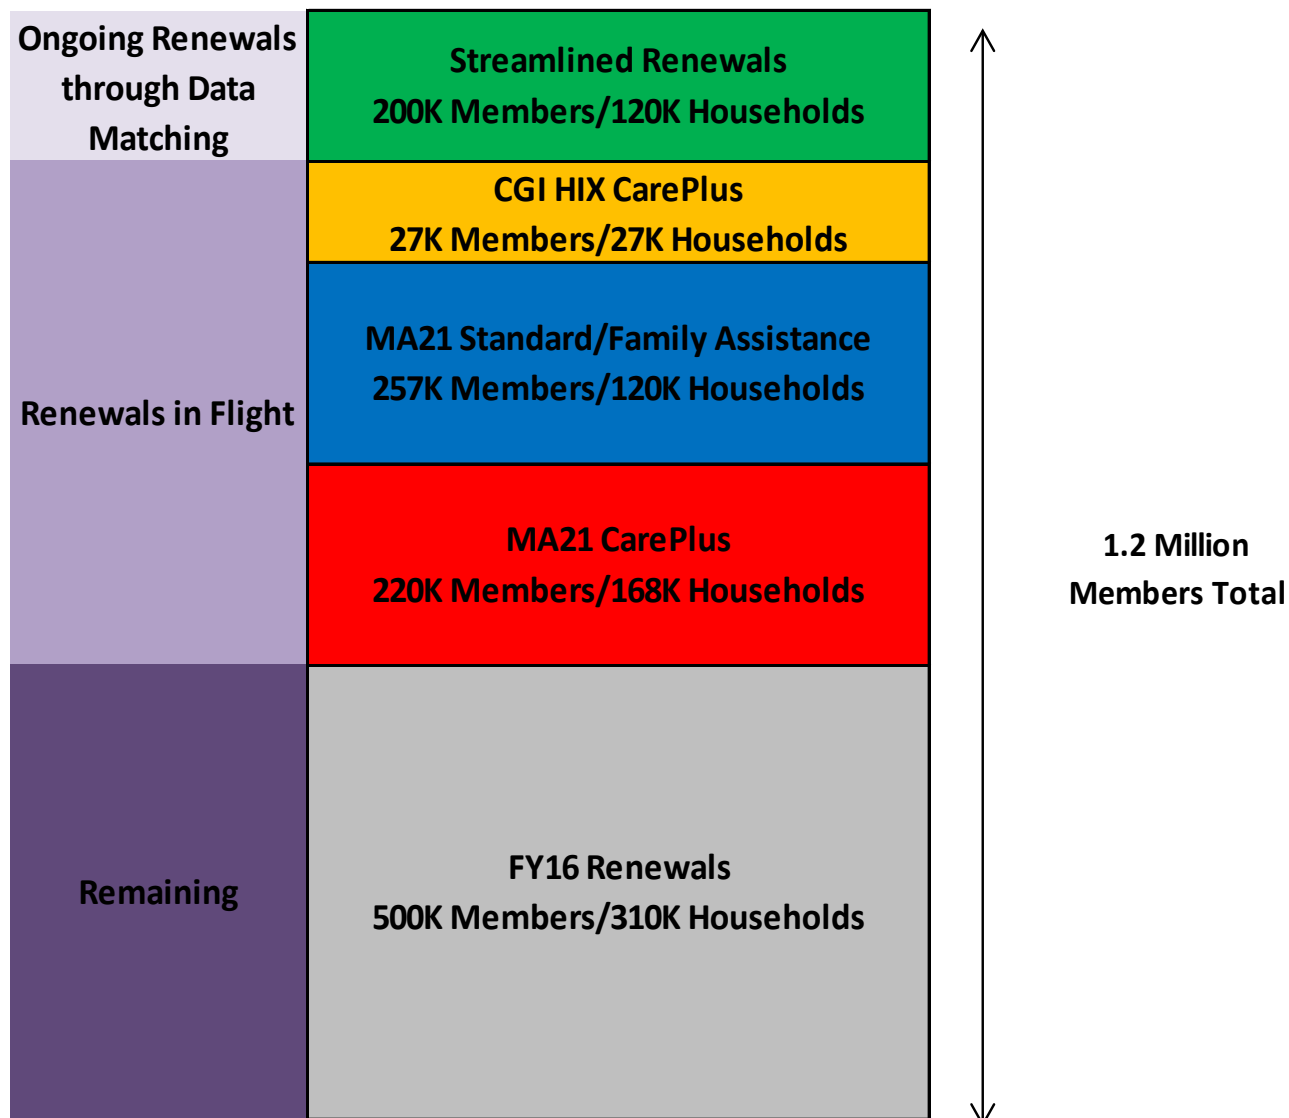 Ongoing Renewals
through Data
Matching
Streamlined Renewals
200K Members/120K Households
CGI HIX CarePlus
27K Members/27K Households
Renewals in Flight
MA21 Standard/Family Assistance
257K Members/120K Households
MA21 CarePlus
220K Members/168K Households
1.2 Million
Members Total
Remaining
FY16 Renewals
500K Members/310K Households